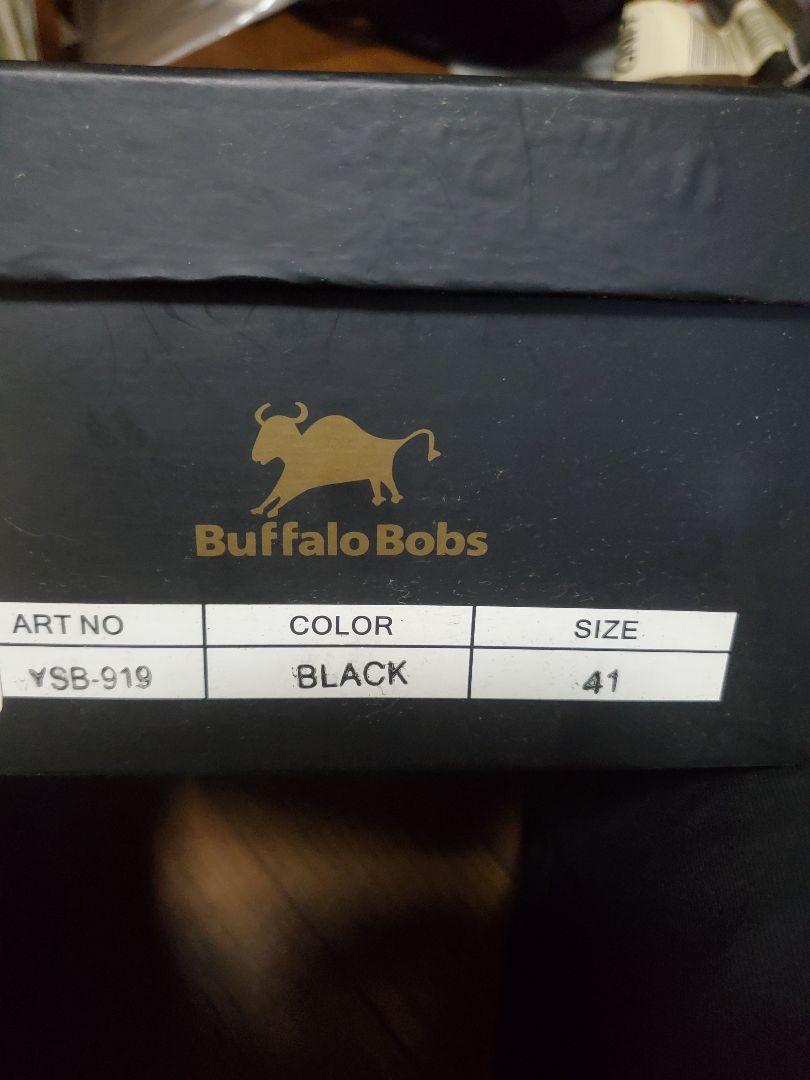 Buffalo Bobs
ART NO COLOR SIZE
YSB-919 BLACK 41